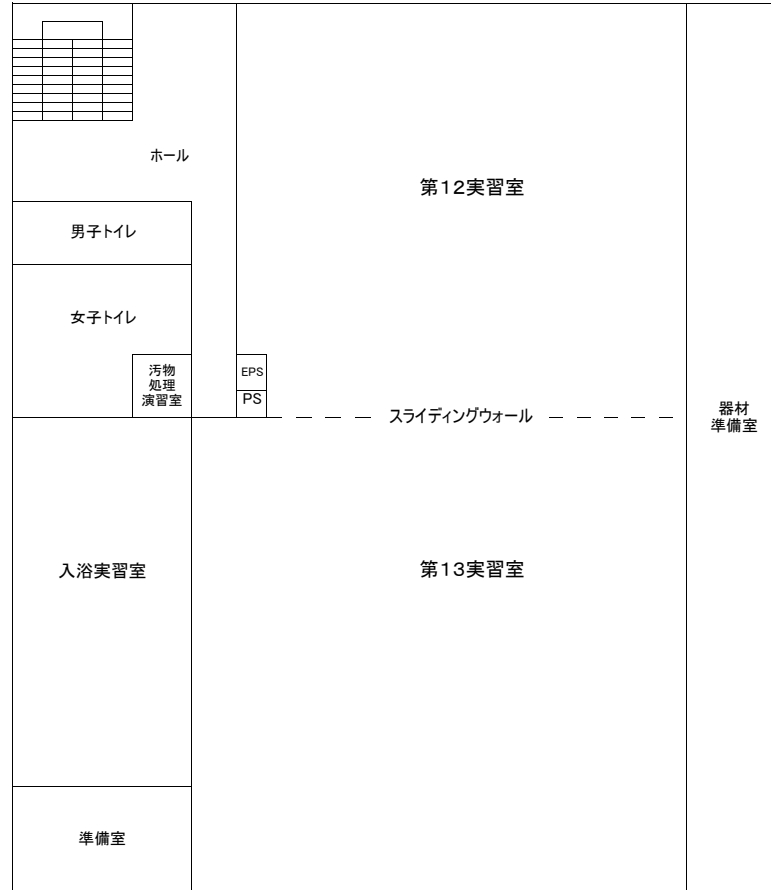 ホール
第12実習室
男子トイレ
女子トイレ
汚物
処理
演習室
EPS
PS
スライディングウォール
器材
準備室
入浴実習室
第13実習室
準備室